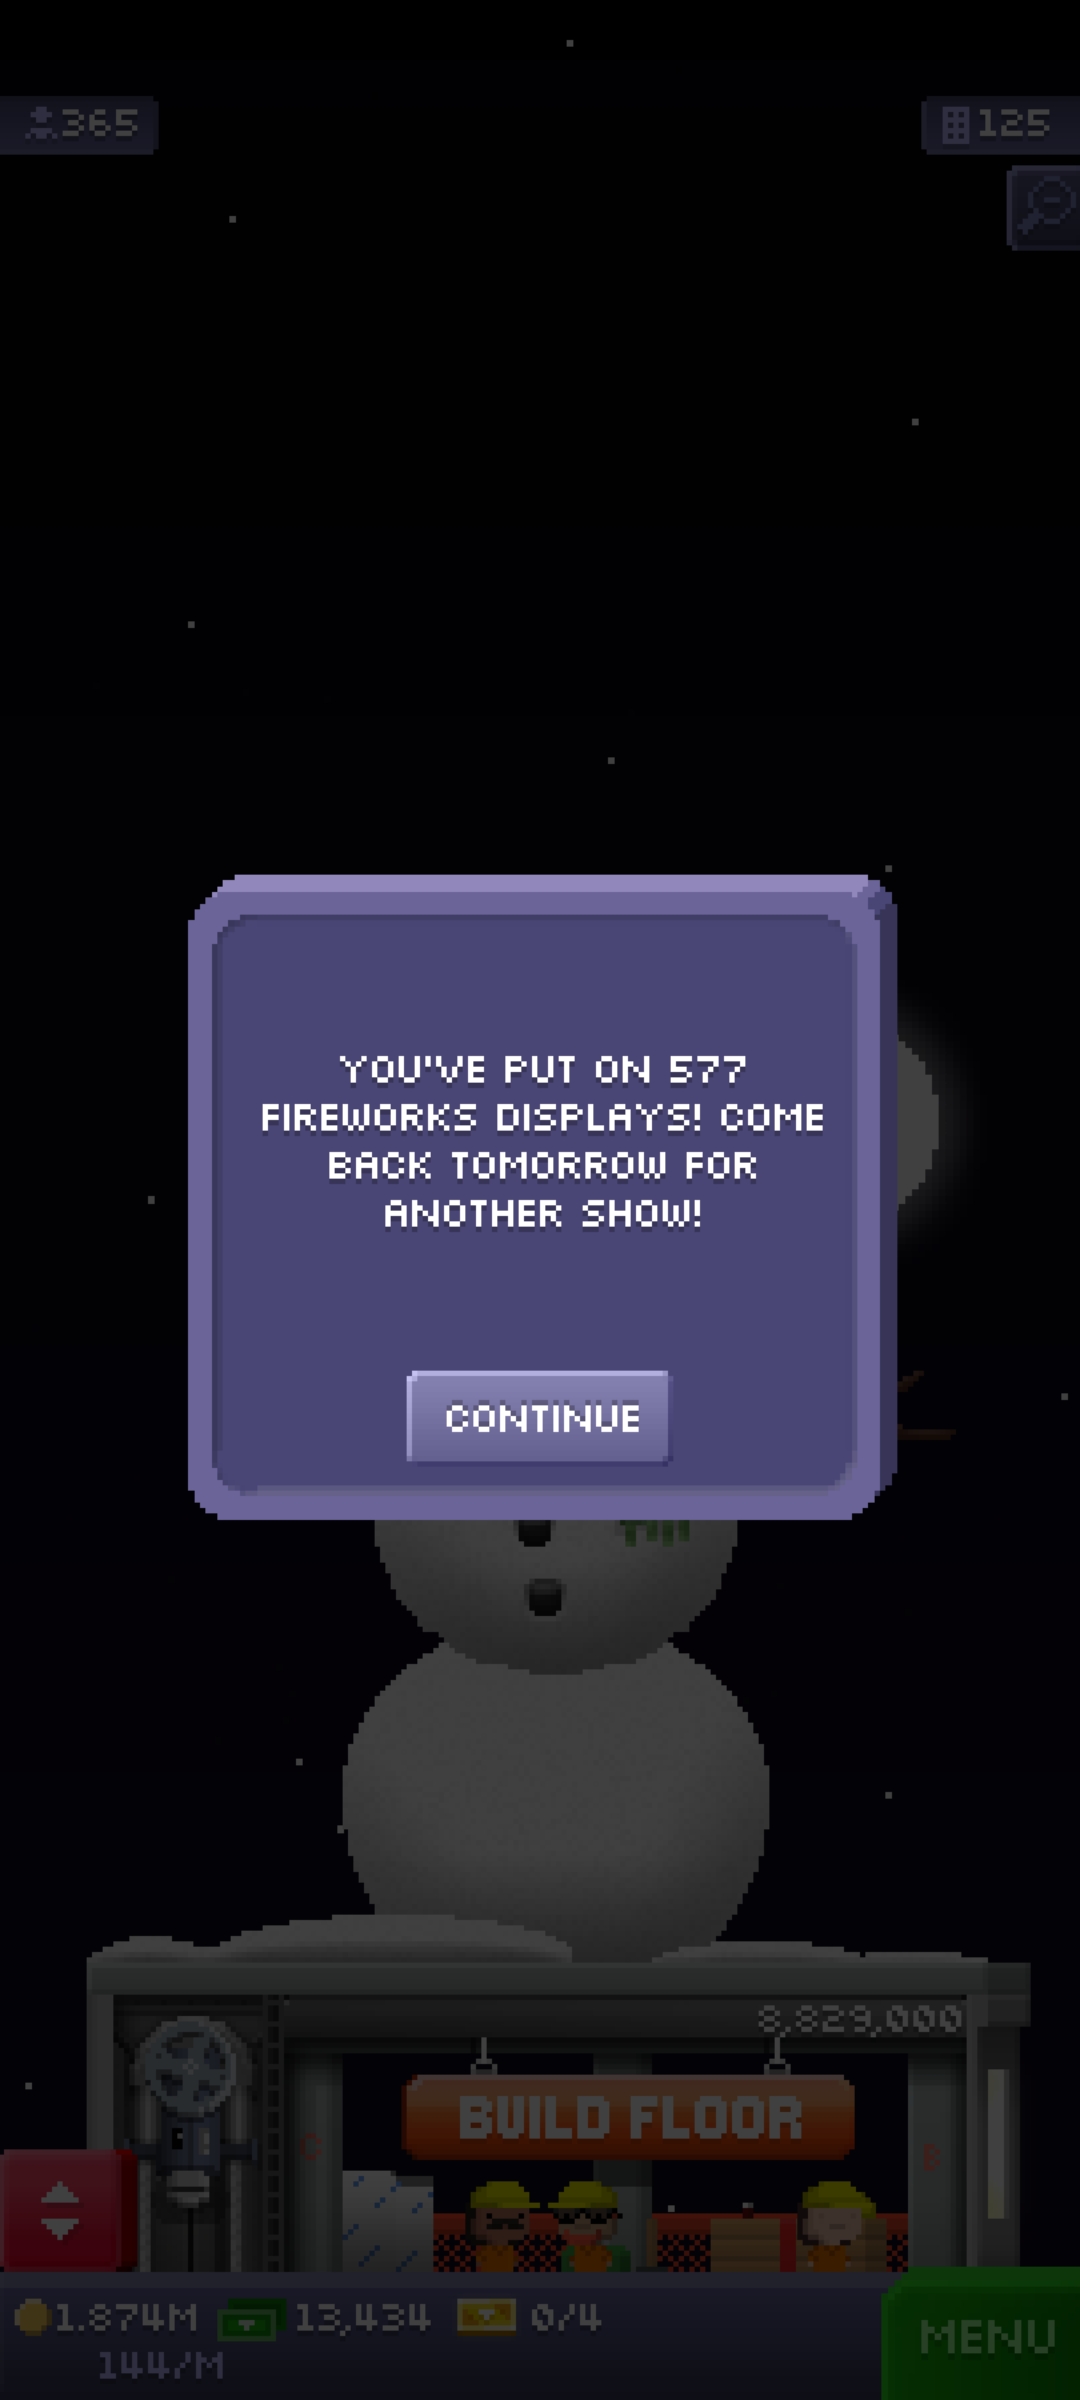 365
125
YOU'VE PUT ON 577
FIREWORKS DISPLAYS! COME
BACK TOMORROW FOR
ANOTHER SHOW!
CONTINUE
8,829,000
BUILD FLOOR
C
B
1.874M
13,434
0/4
144/M
MENU